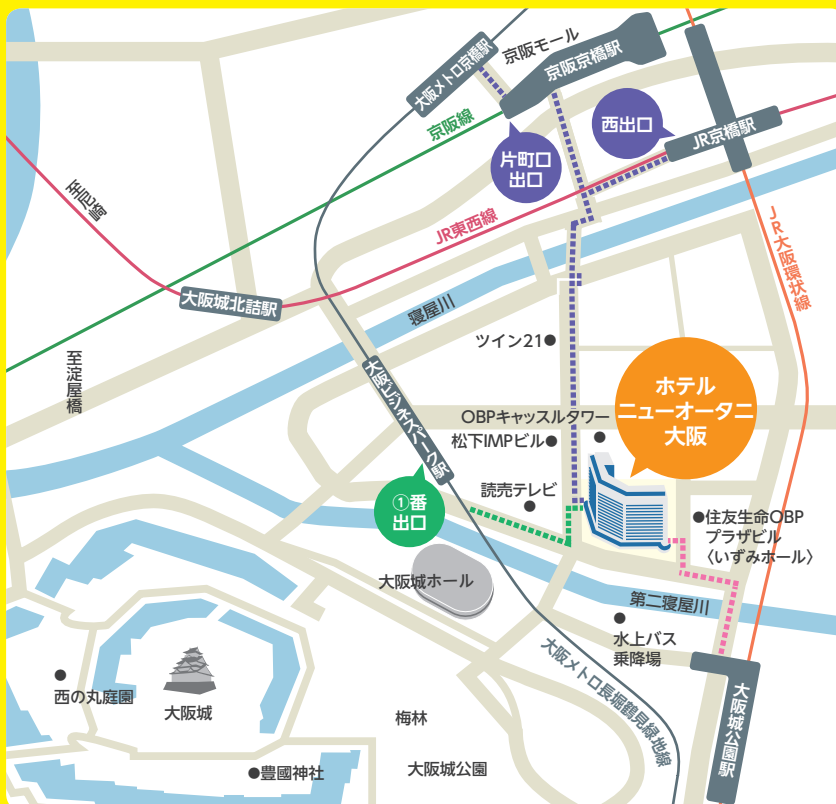 京阪モール
京阪京橋駅
大阪メトロ京橋駅
京阪線
片町口
出口
西出口
JR京橋駅
至尼崎
JR東西線
JR大阪環状線
大阪城北詰駅
寝屋川
至淀屋橋
ツイン21
大阪ビジネスパーク駅
ホテル
ニューオータニ
大阪
OBPキャッスルタワー
松下IMPビル
読売テレビ
①番
出口
住友生命OBP
プラザビル
〈いずみホール〉
大阪城ホール
第二寝屋川
水上バス
乗降場
大阪メトロ長堀鶴見緑地線
大阪城公園駅
西の丸庭園
大阪城
梅林
豊國神社
大阪城公園